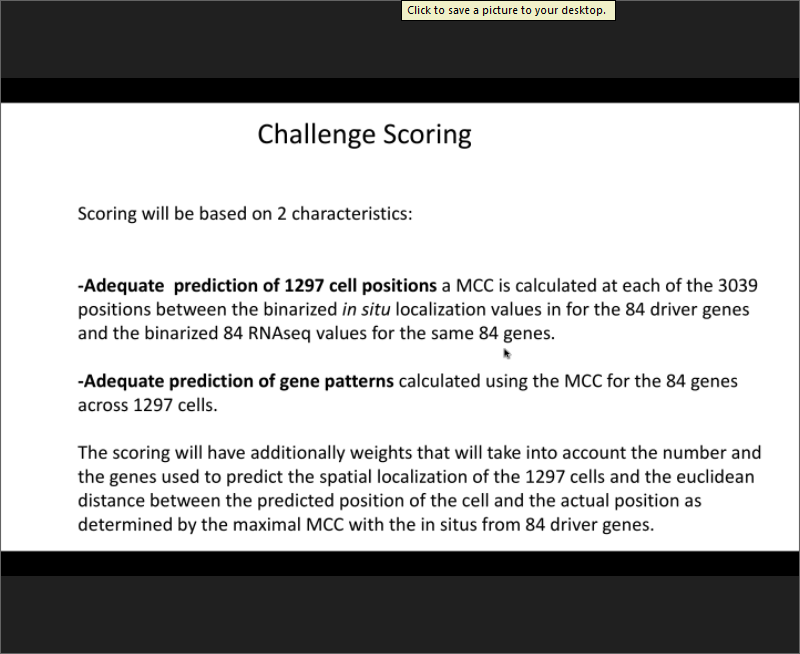 Click to save a picture to your desktop.
Challenge Scoring
Scoring will be based on 2 characteristics:
-Adequate  prediction of 1297 cell positions a MCC is calculated at each of the 3039
positions between the binarized in situ localization values in for the 84 driver genes
and the binarized 84 RNAseq values for the same 84 genes.
-Adequate prediction of gene patterns calculated using the MCC for the 84 genes
across 1297 cells.
The scoring will have additionally weights that will take into account the number and
the genes used to predict the spatial localization of the 1297 cells and the euclidean
distance between the predicted position of the cell and the actual position as
determined by the maximal MCC with the in situs from 84 driver genes.